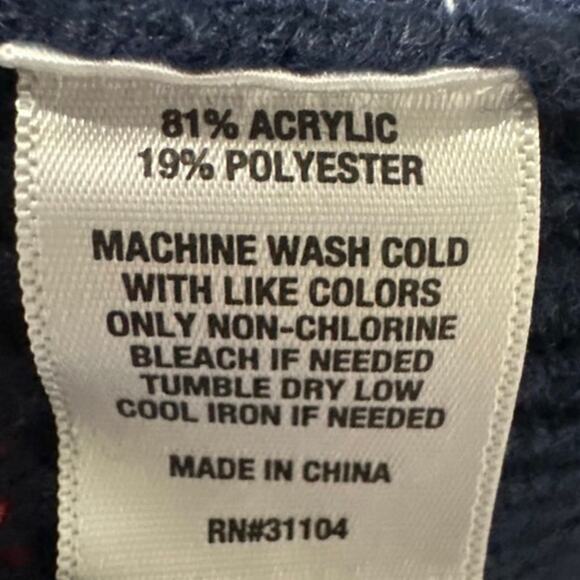 81% ACRYLIC
19% POLYESTER
MACHINE WASH COLD
WITH LIKE COLORS
ONLY NON-CHLORINE
BLEACH IF NEEDED
TUMBLE DRY LOW
COOL IRON IF NEEDED
MADE IN CHINA
RN#31104